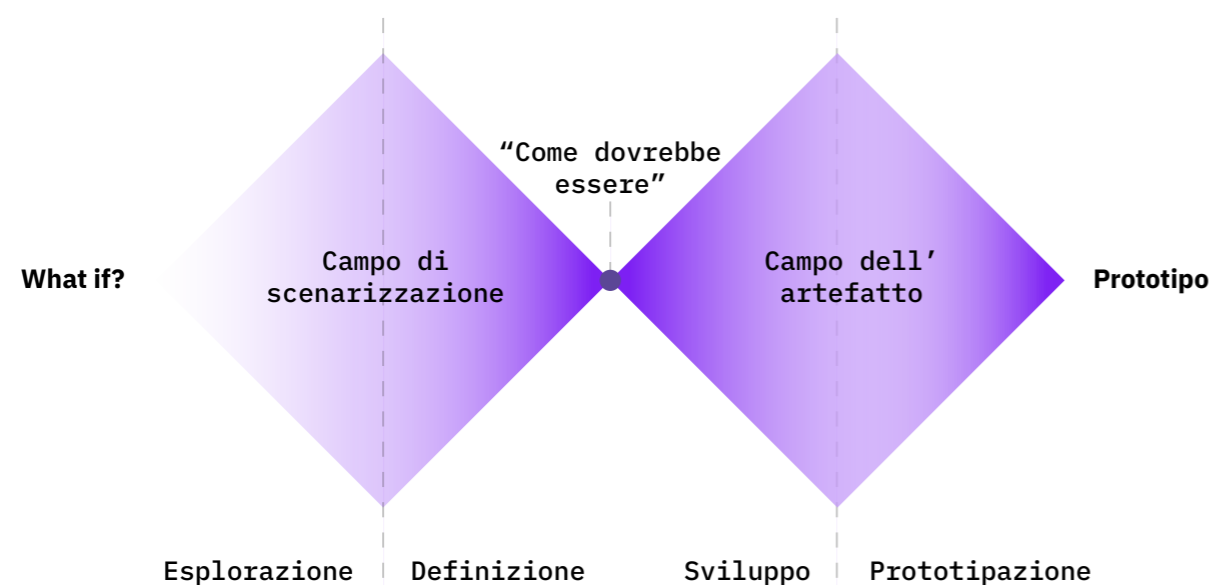 “Come dovrebbe
essere”
What if?
Campo di
scenarizzazione
Campo dell’
artefatto
Prototipo
Esplorazione
Definizione
Sviluppo
Prototipazione